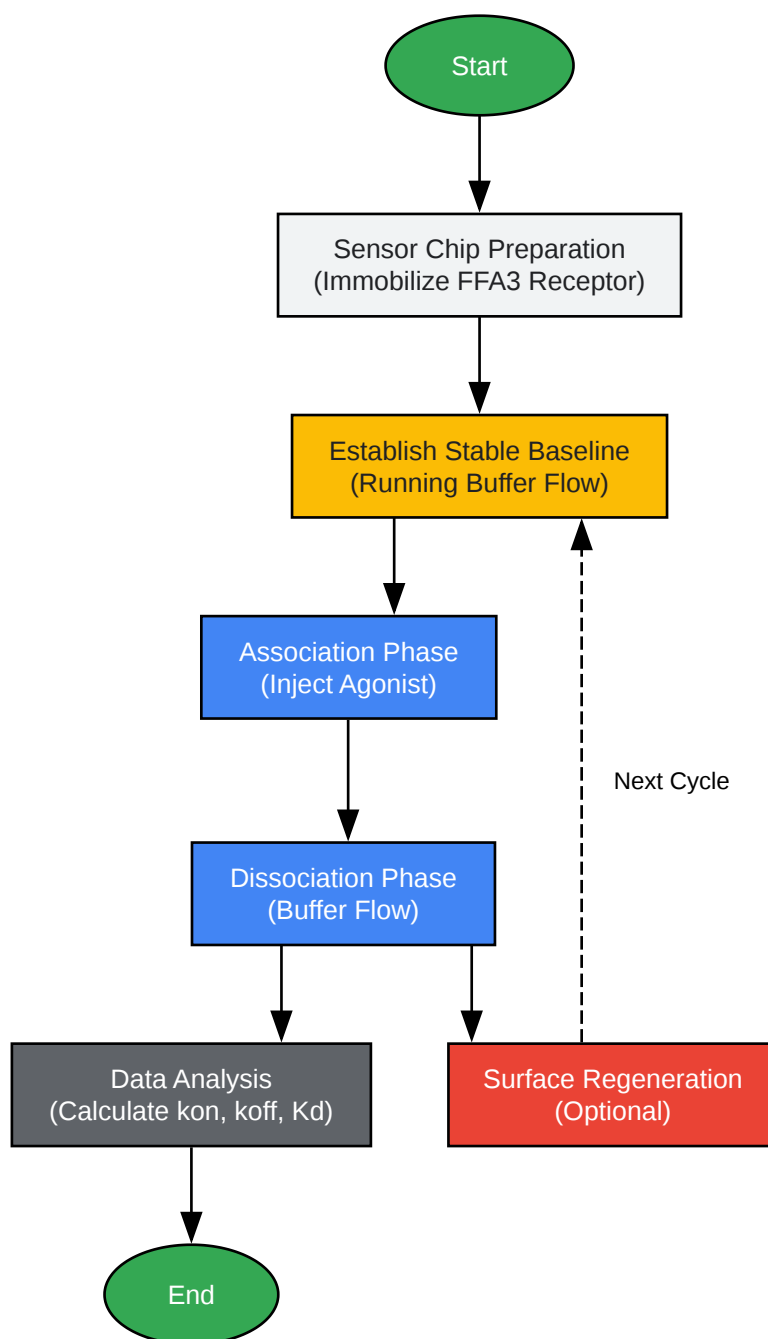 Start
Sensor Chip Preparation
(Immobilize FFA3 Receptor)
Establish Stable Baseline
(Running Buffer Flow)
Association Phase
(Inject Agonist)
Next Cycle
Dissociation Phase
(Buffer Flow)
Data Analysis
(Calculate kon, koff, Kd)
Surface Regeneration
(Optional)
End